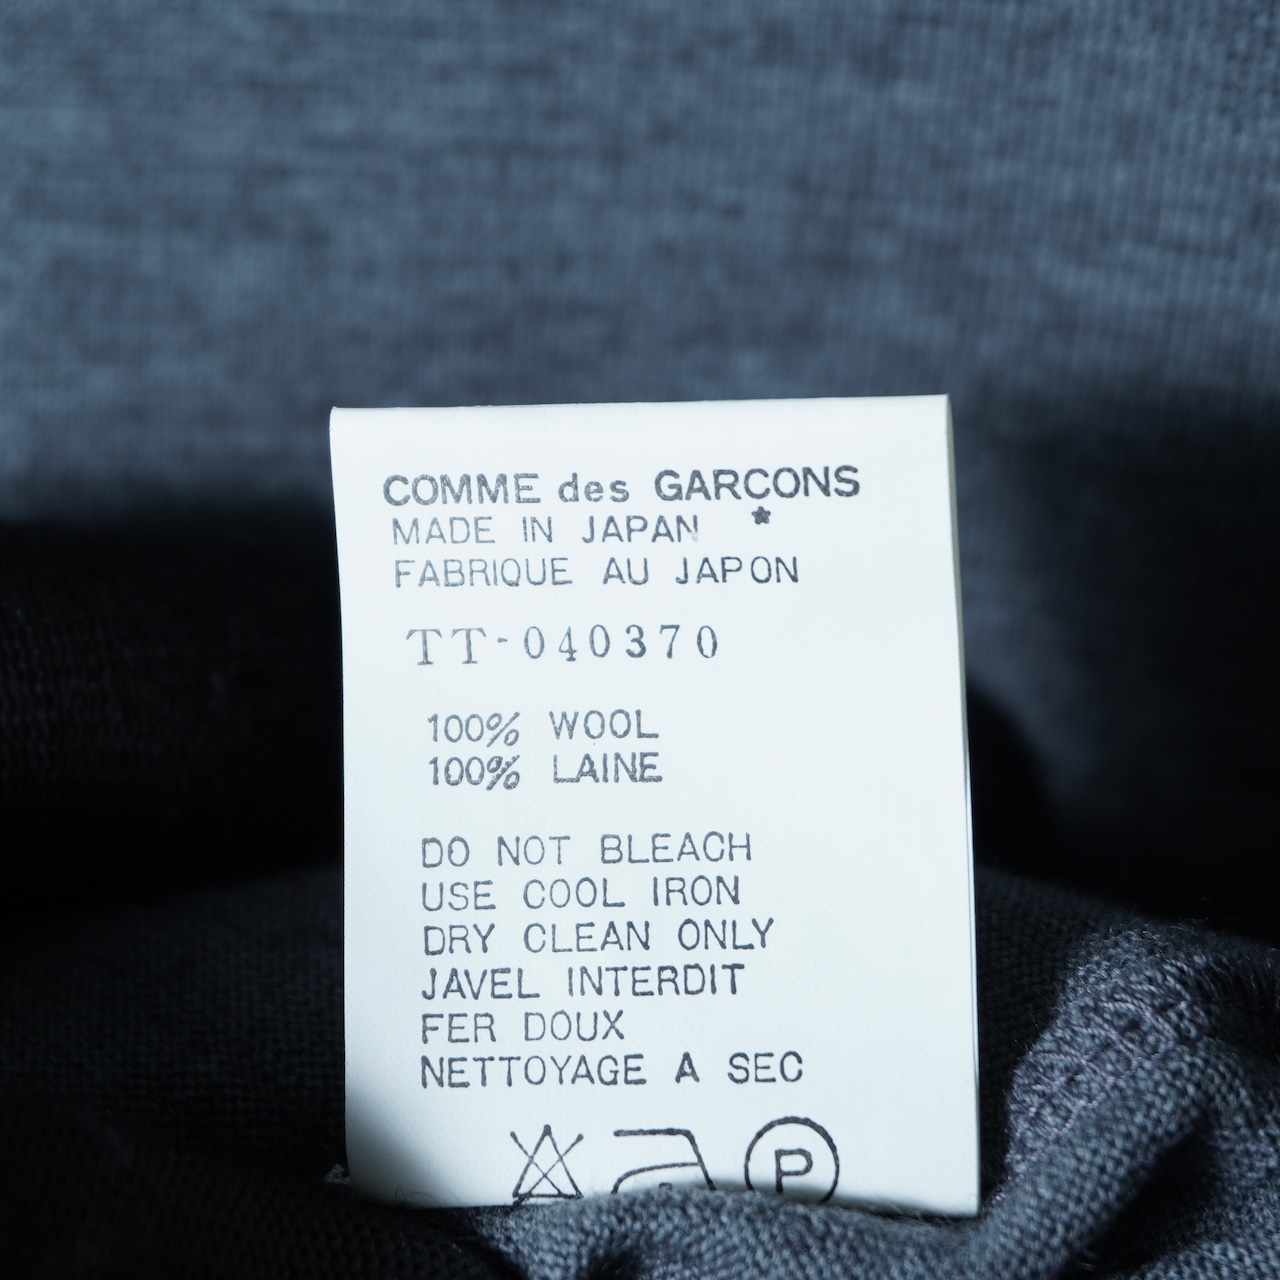 COMME des GARÇONS
MADE IN JAPAN
FABRIQUE AU JAPON
TT-040370
100% WOOL
100% LAINE
DO NOT BLEACH
USE COOL IRON
DRY CLEAN ONLY
JAVEL INTERDIT
FER DOUX
NETTOYAGE A SEC
P